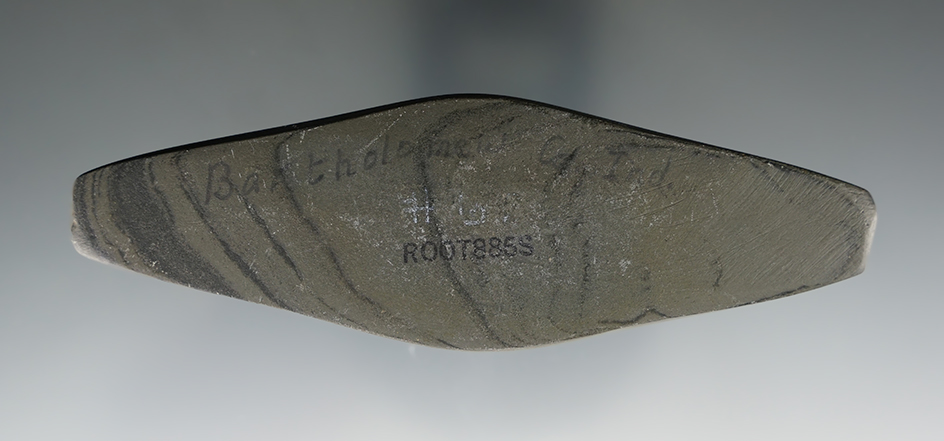 Bartholomew Co, Ind.
ROOT885S